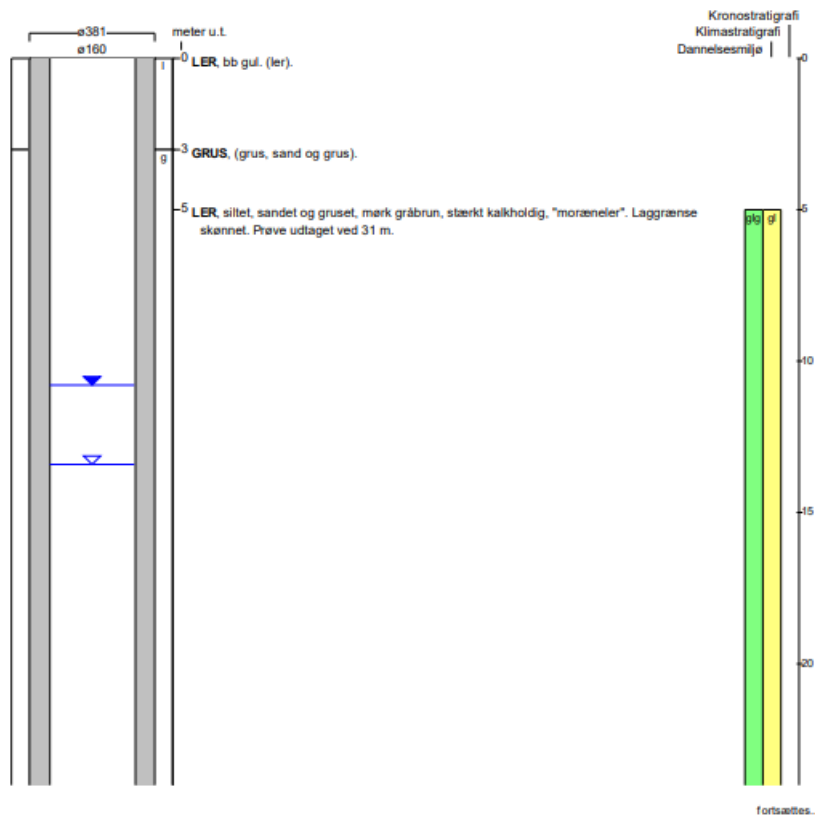 Kronostratigrafi
ø381 meter u.t. Klimastratigrafi
ø160 Dannelsesmiljø
0 LER, bb gul. (ler). 0
l
3 GRUS, (grus, sand og grus).
g
5 LER, siltet, sandet og gruset, mørk gråbrun, stærkt kalkholdig, "moræneler". Laggrænse 5
skønnet. Prøve udtaget ved 31 m.
glg gl
10
15
20
fortsættes..